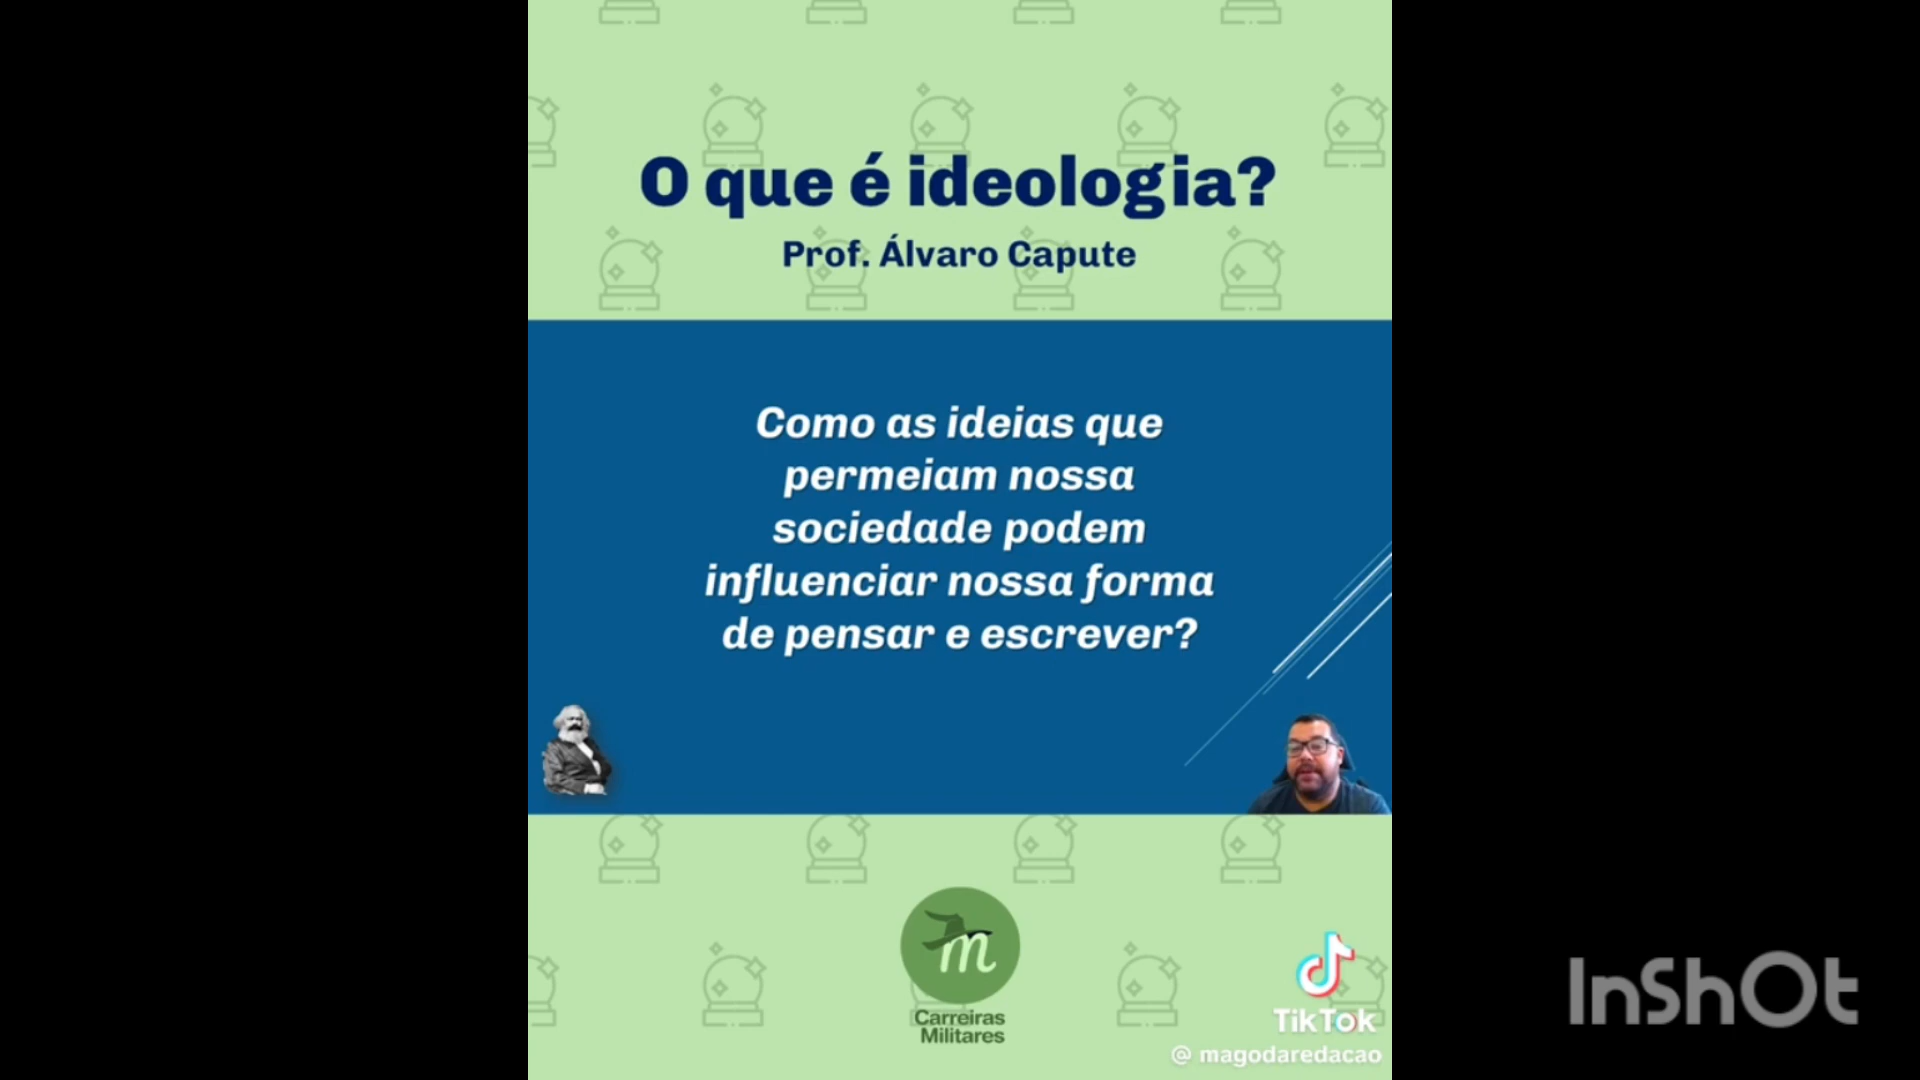 O que é ideologia?
Prof. Álvaro Capute
Como as ideias que
permeiam nossa
sociedade podem
influenciar nossa forma
de pensar e escrever?
m
Carreiras
Militares
TikTok
@ magodaredacao
InShOt